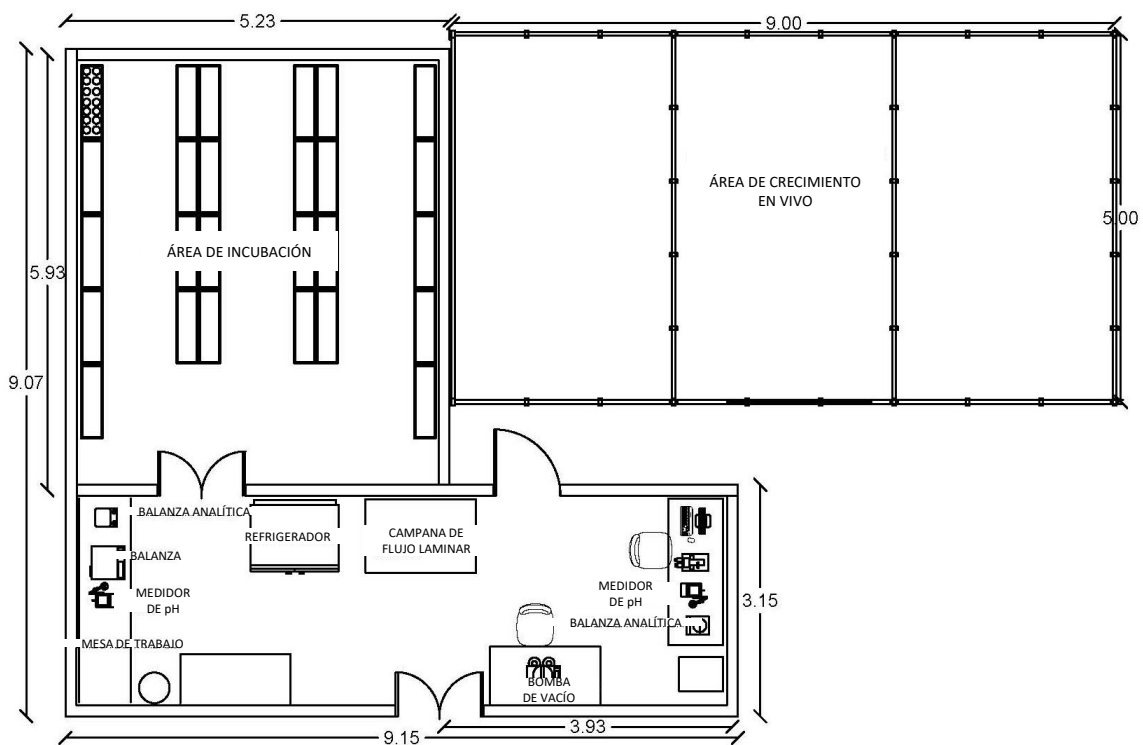 5.23
9.00
ÁREA DE CRECIMIENTO
EN VIVO
5.00
ÁREA DE INCUBACIÓN
5.93
9.07
BALANZA ANALÍTICA
REFRIGERADOR
CAMPANA DE
FLUJO LAMINAR
BALANZA
MEDIDOR
DE pH
MEDIDOR
DE pH
3.15
BALANZA ANALÍTICA
MESA DE TRABAJO
BOMBA
DE VACÍO
3.93
9.15